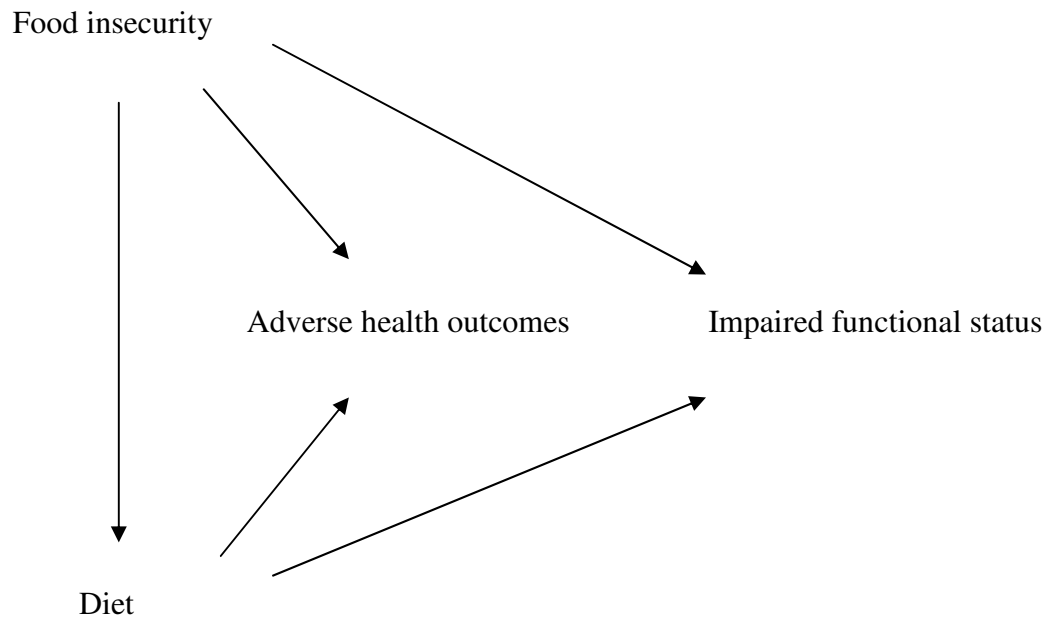 Food insecurity
Adverse health outcomes
Impaired functional status
Diet